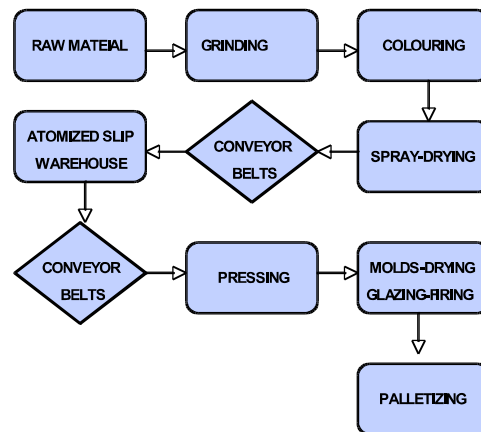 RAW MATEIAL
GRINDING
COLOURING
SPRAY-DRYING
CONVEYOR
BELTS
ATOMIZED SLIP
WAREHOUSE
CONVEYOR
BELTS
PRESSING
MOLDS-DRYING
GLAZING-FIRING
PALLETIZING